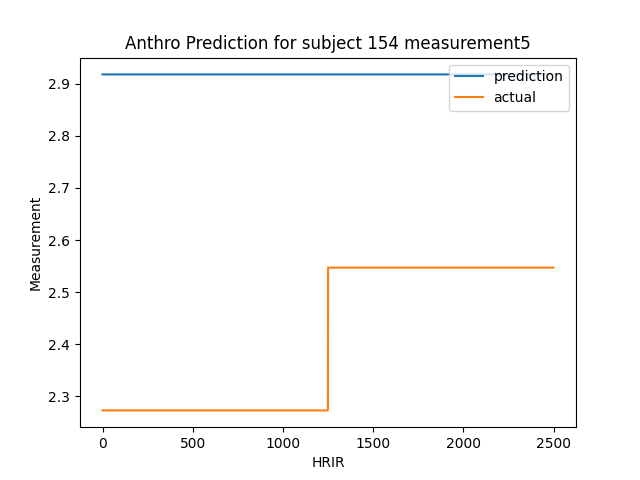 Anthro Prediction for subject 154 measurement5
prediction
actual
Measurement
2.9
2.8
2.7
2.6
2.5
2.4
2.3
0 500 1000 1500 2000 2500
HRIR